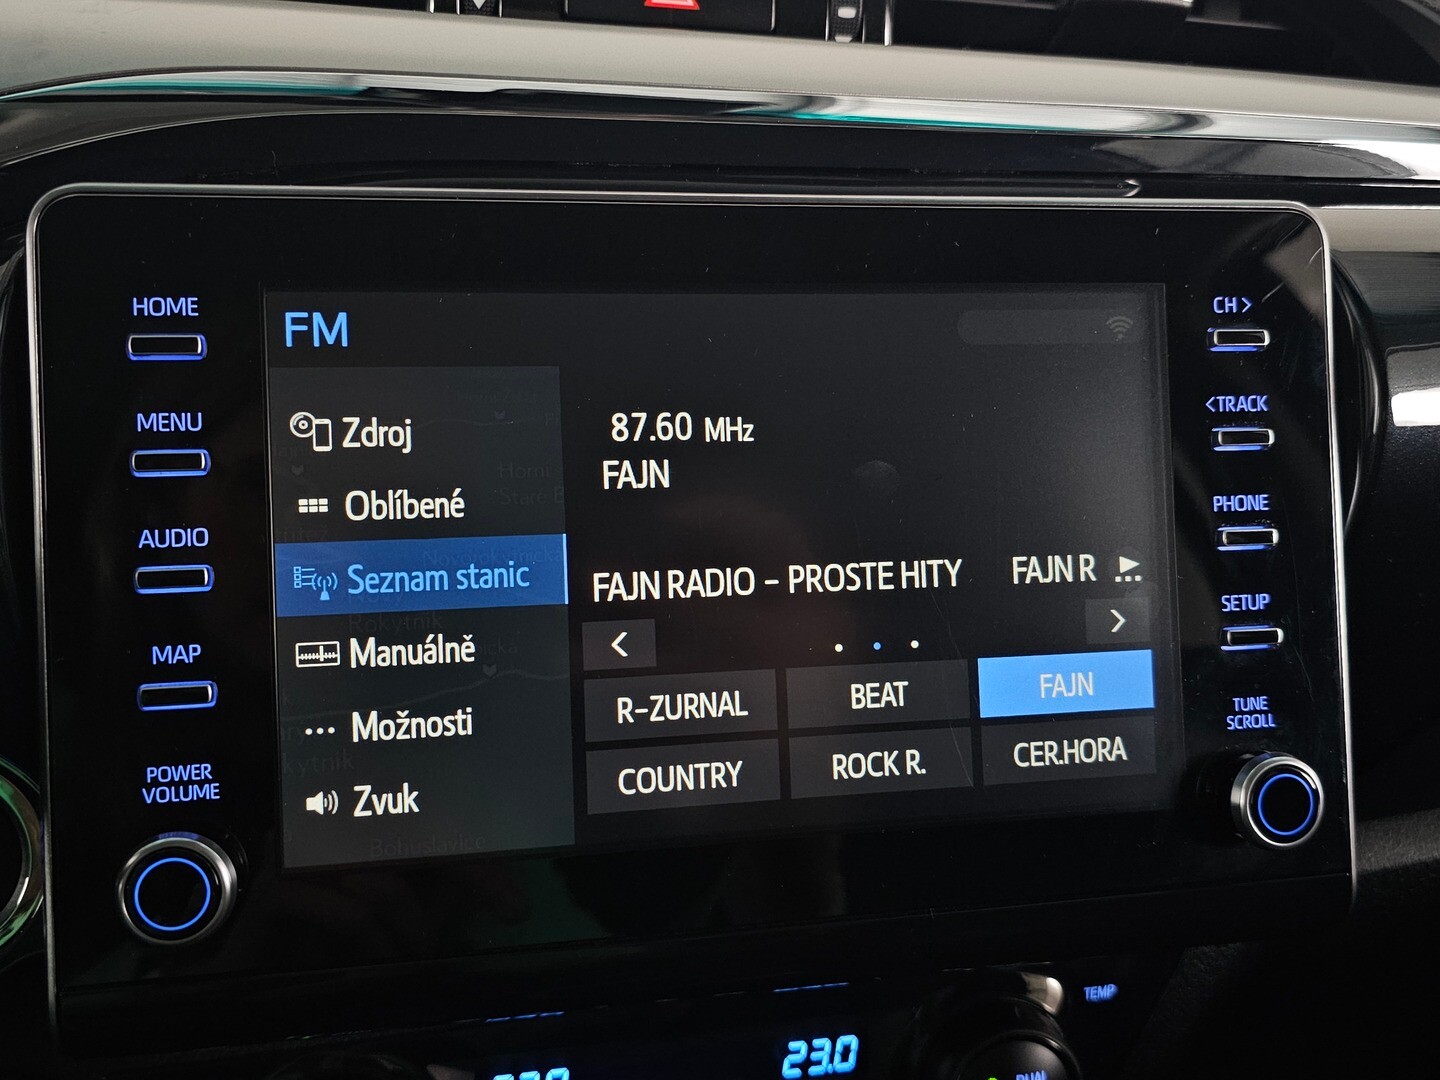 HOME
MENU
AUDIO
MAP
POWER
VOLUME
FM
Zdroj
Oblíbené
Seznam stanic
Manuálně
Možnosti
Zvuk
87.60 MHz
FAJN
FAJN RADIO - PROSTE HITY FAJN R
R-ZURNAL BEAT FAJN
COUNTRY ROCK R. CER.HORA
CH >
< TRACK
PHONE
SETUP
TUNE
SCROLL
TEMP
23.0
DUAL